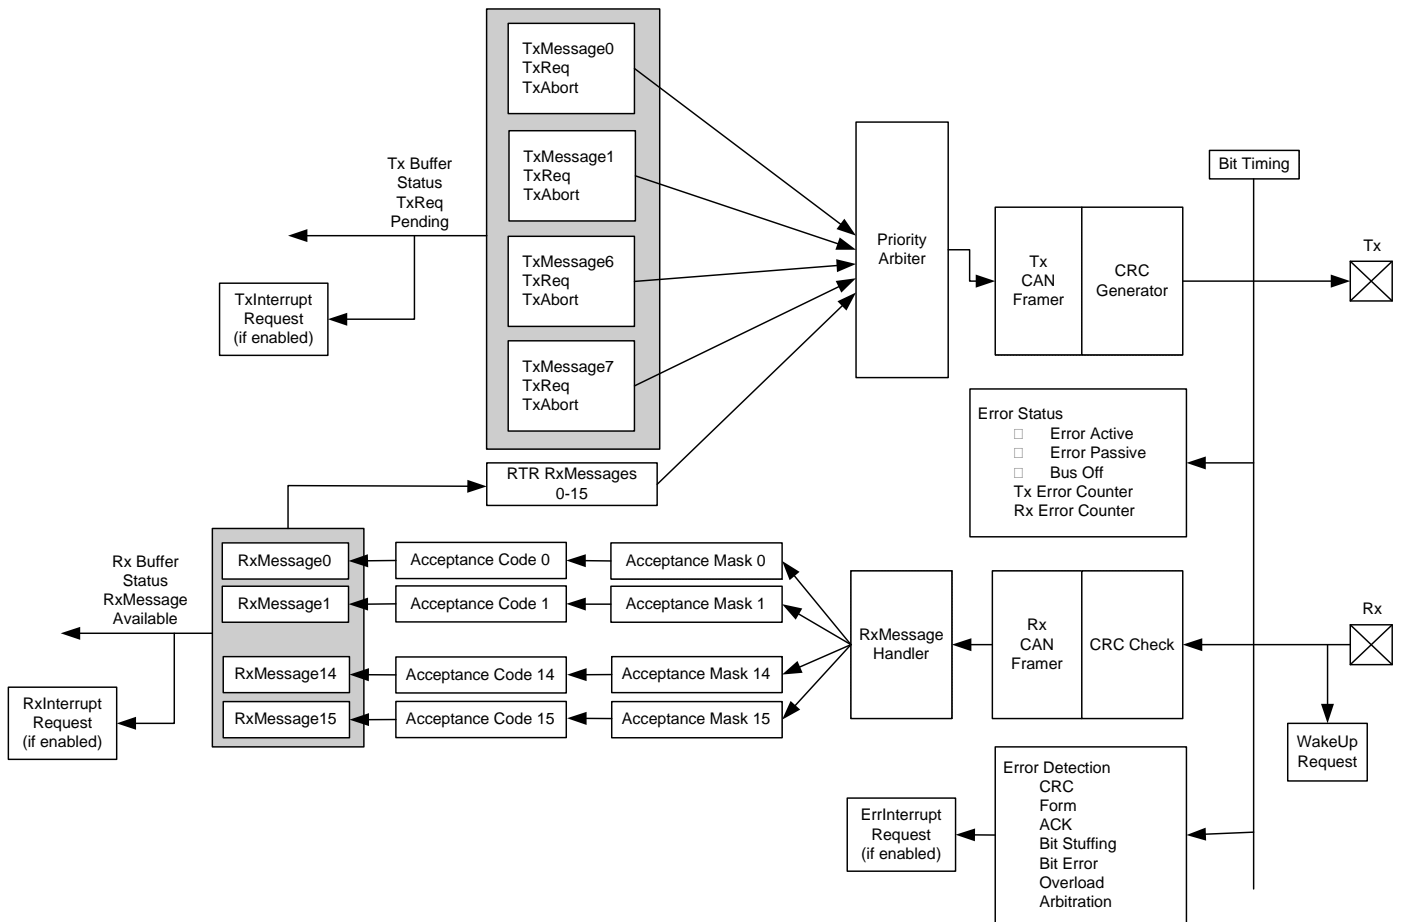 TxMessage0
TxReq
TxAbort
TxMessage1
TxReq
TxAbort
TxMessage6
TxReq
TxAbort
TxMessage7
TxReq
TxAbort
Tx Buffer
Status
TxReq
Pending
TxInterrupt
Request
(if enabled)
Priority
Arbiter
Tx
CAN
Framer
CRC
Generator
Bit Timing
Tx
Error Status
Error Active
Error Passive
Bus Off
Tx Error Counter
Rx Error Counter
RTR RxMessages
0-15
Rx Buffer
Status
RxMessage
Available
RxInterrupt
Request
(if enabled)
RxMessage0
Acceptance Code 0
Acceptance Mask 0
RxMessage1
Acceptance Code 1
Acceptance Mask 1
RxMessage14
Acceptance Code 14
Acceptance Mask 14
RxMessage15
Acceptance Code 15
Acceptance Mask 15
RxMessage
Handler
Rx
CAN
Framer
CRC Check
Rx
WakeUp
Request
ErrInterrupt
Request
(if enabled)
Error Detection
CRC
Form
ACK
Bit Stuffing
Bit Error
Overload
Arbitration